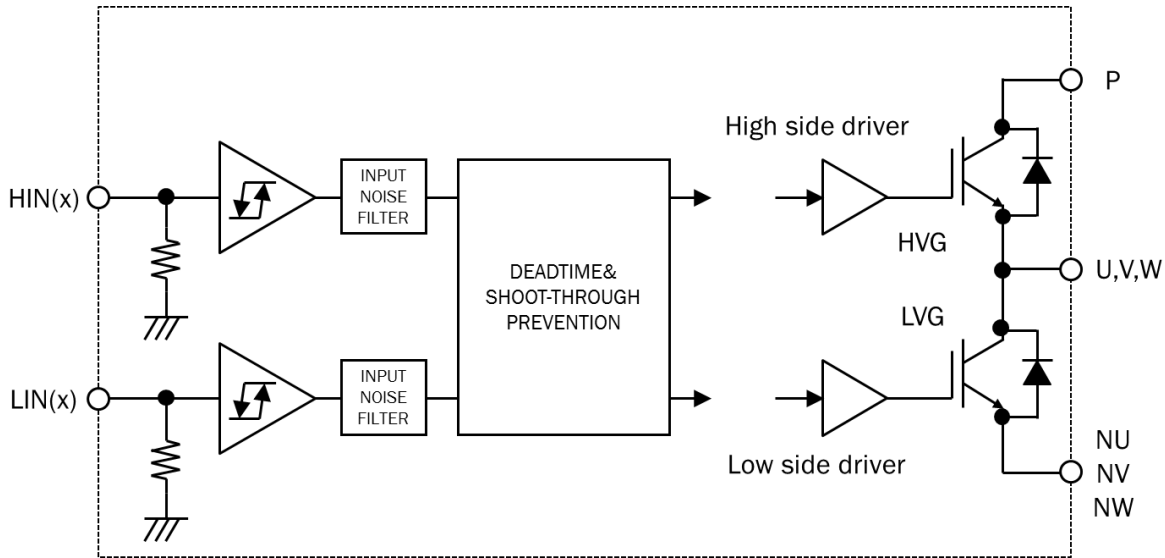 P
High side driver
HIN(x)
INPUT
NOISE
FILTER
HVG
DEADTIME&
SHOOT-THROUGH
PREVENTION
U,V,W
LVG
LIN(x)
INPUT
NOISE
FILTER
Low side driver
NU
NV
NW